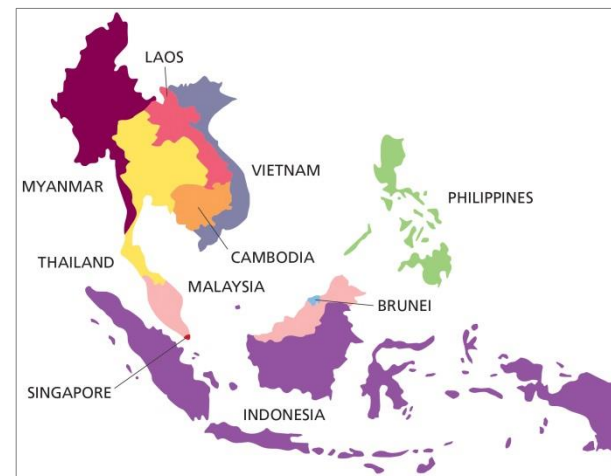 LAOS
VIETNAM
MYANMAR
PHILIPPINES
CAMBODIA
THAILAND
MALAYSIA
BRUNEI
SINGAPORE
INDONESIA